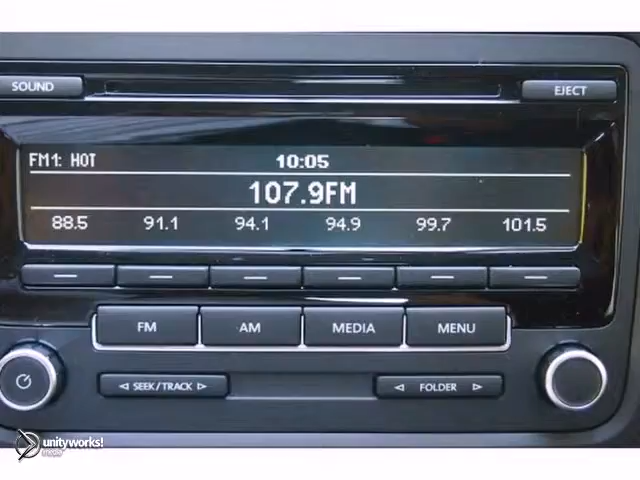 SOUND
EJECT
FM1: HOT 10:05
107.9FM
88.5 91.1 94.1 94.9 99.7 101.5
FM AM MEDIA MENU
SEEK/TRACK FOLDER
unityworks!